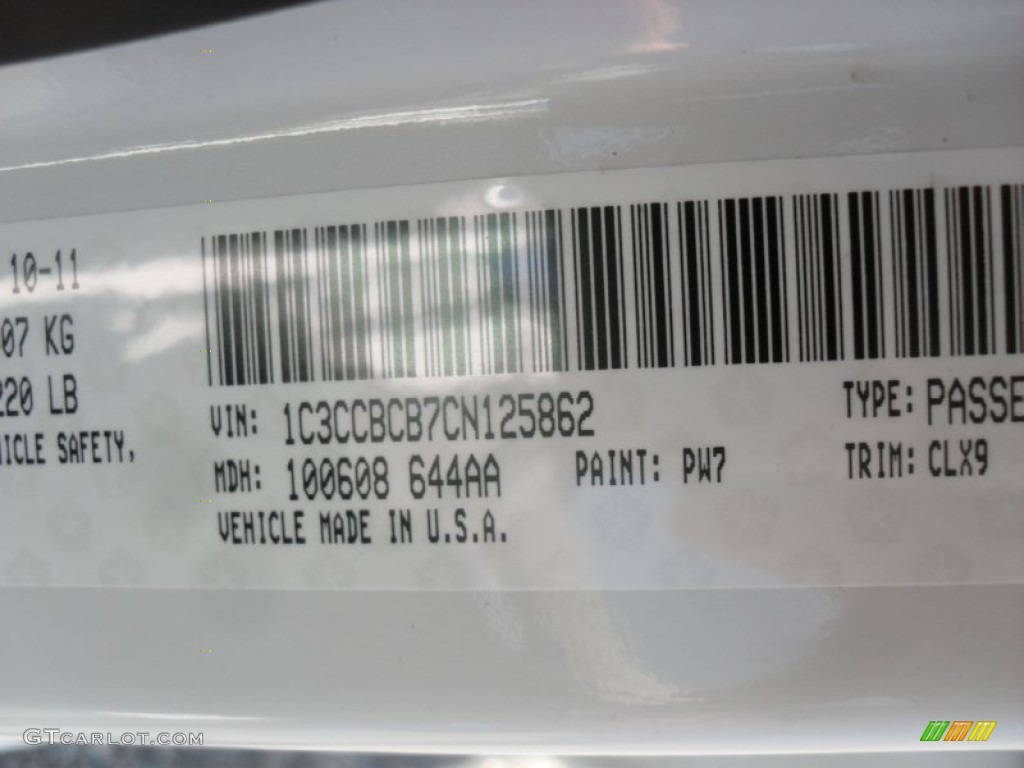 10-11
07 KG
220 LB
VEHICLE SAFETY,
VIN: 1C3CCBCB7CN125862
TYPE: PASSE
MDH: 100608 644AA
PAINT: PW7
TRIM: CLX9
VEHICLE MADE IN U.S.A.
GTCARLOT.COM